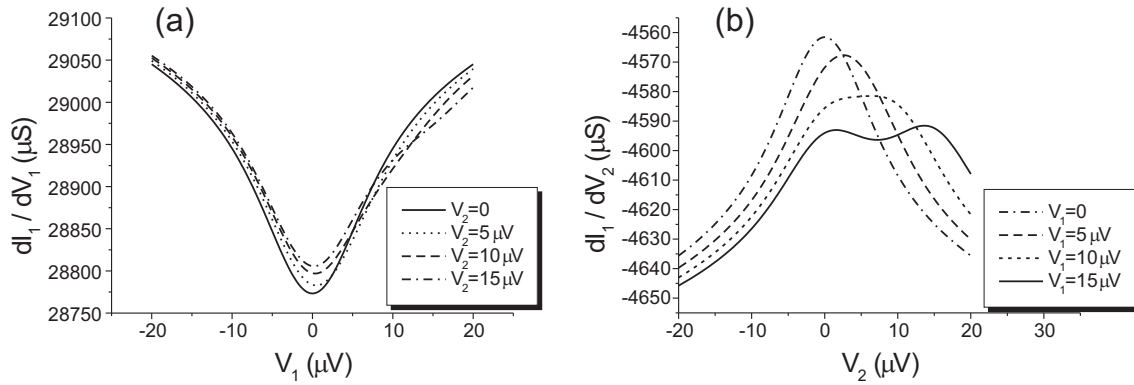 (a)
29100
29050
29000
28950
28900
28850
28800
28750
dI₁ / dV₁ (μS)
-20 -10 0 10 20
V₁ (μV)
V₂=0
V₂=5 μV
V₂=10 μV
V₂=15 μV
(b)
-4560
-4570
-4580
-4590
-4600
-4610
-4620
-4630
-4640
-4650
dI₁ / dV₂ (μS)
-20 -10 0 10 20 30
V₂ (μV)
V₁=0
V₁=5 μV
V₁=10 μV
V₁=15 μV